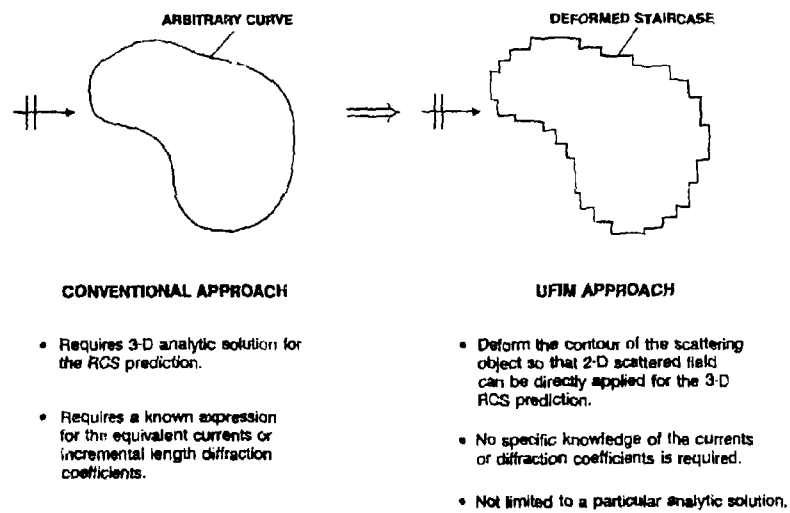 ARBITRARY CURVE
DEFORMED STAIRCASE
CONVENTIONAL APPROACH
• Requires 3-D analytic solution for
the RCS prediction.
• Requires a known expression
for the equivalent currents or
incremental length diffraction
coefficients.
UFIM APPROACH
• Deform the contour of the scattering
object so that 2-D scattered field
can be directly applied for the 3-D
RCS prediction.
• No specific knowledge of the currents
or diffraction coefficients is required.
• Not limited to a particular analytic solution.